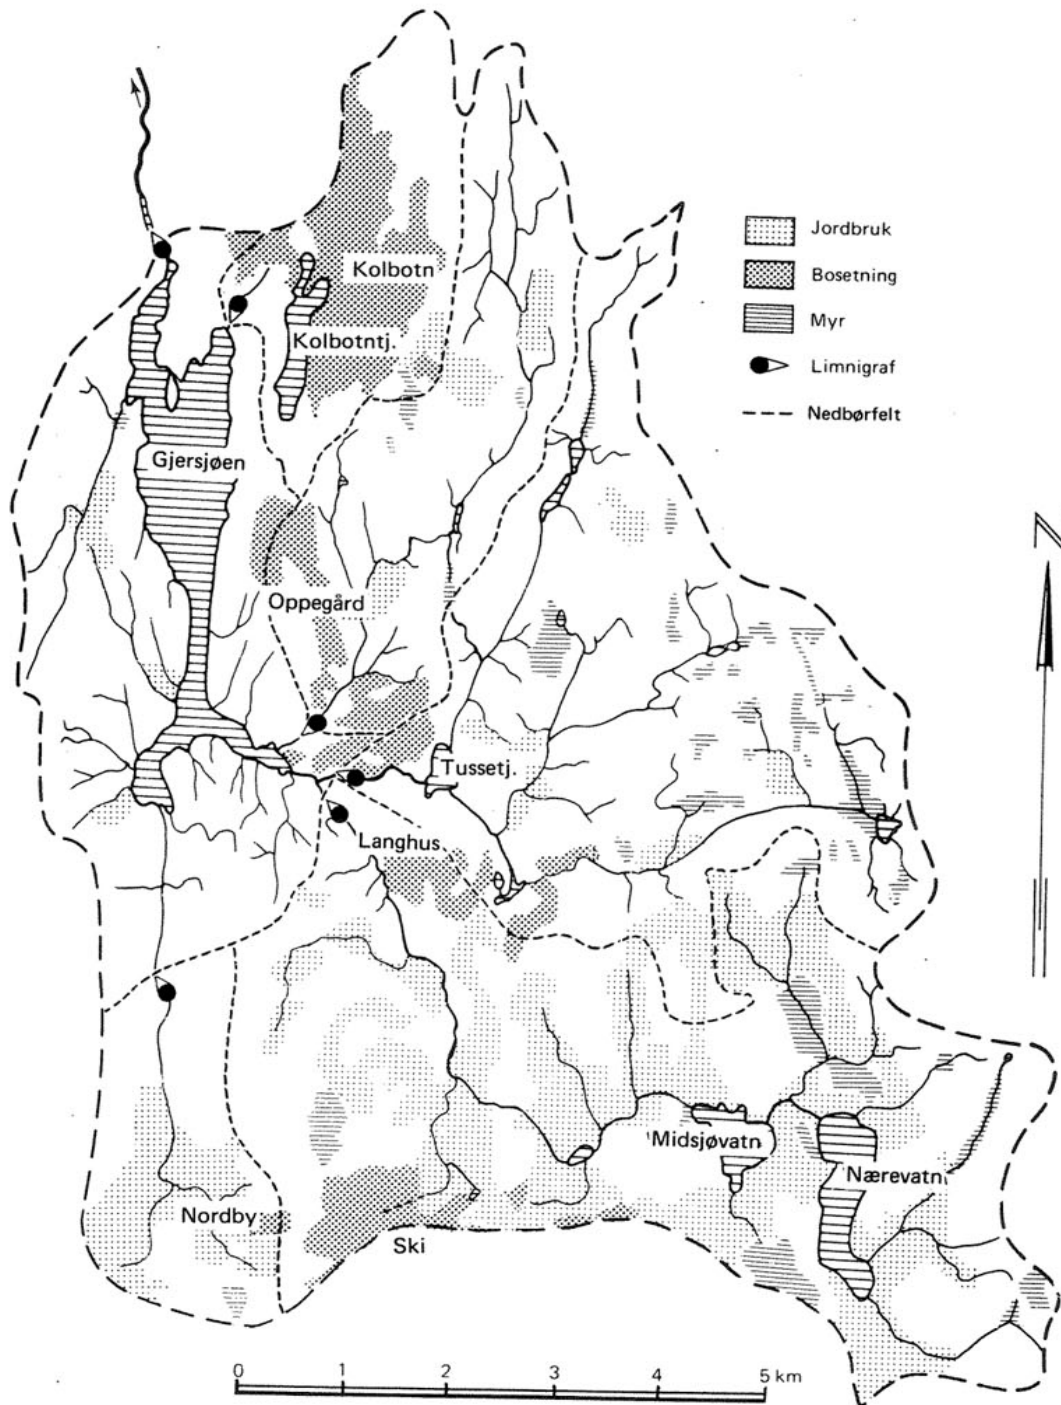 Jordbruk
Bosetning
Myr
Limnigraf
Nedbørfelt
Kolbotn
Kolbotntj.
Gjersjøen
Oppegård
Tussetj.
Langhus
Midsjøvatn
Nærevatn
Nordby
Ski
0 1 2 3 4 5 km
N